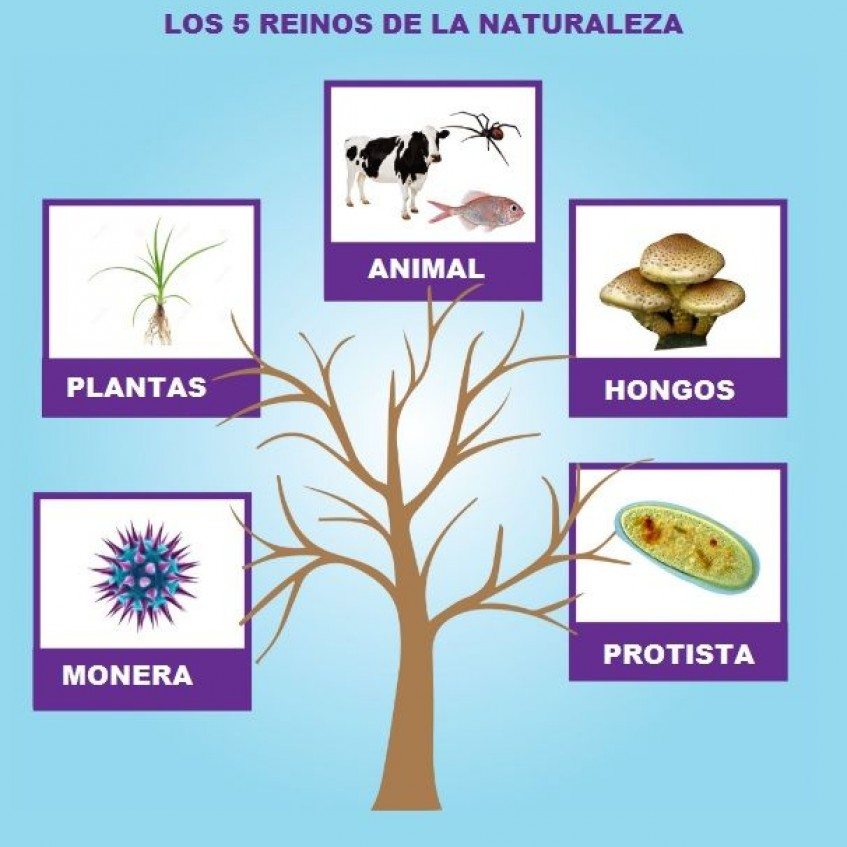 LOS 5 REINOS DE LA NATURALEZA
ANIMAL
PLANTAS
HONGOS
MONERA
PROTISTA